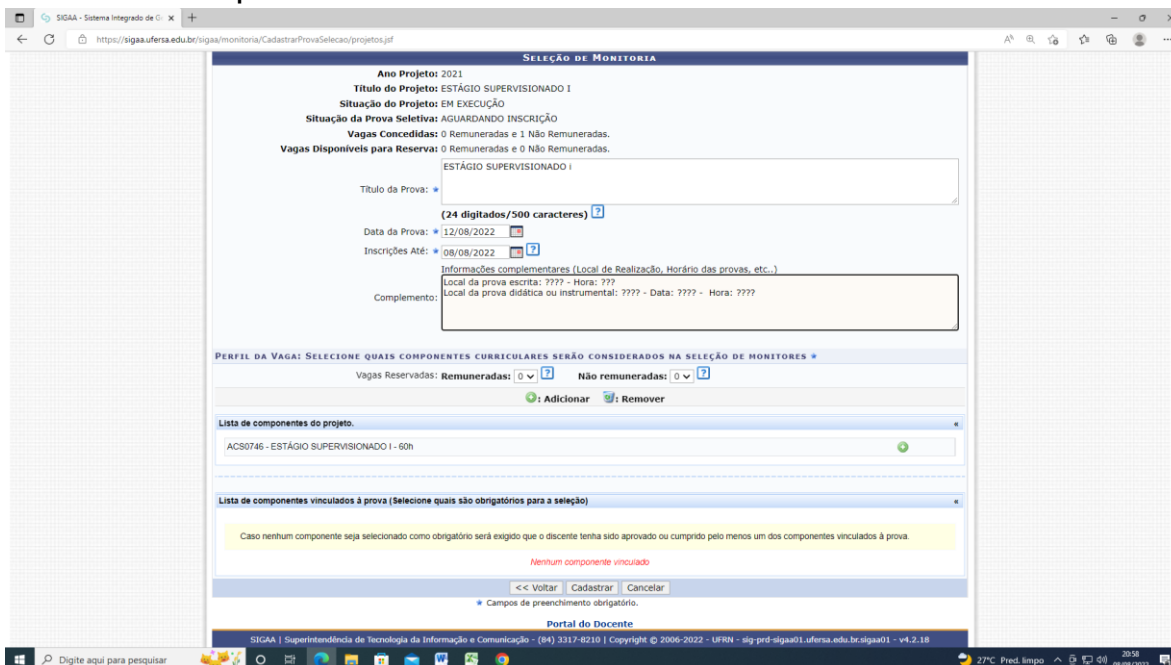 SIGAA - Sistema Integrado de G
https://sigaa.ufersa.edu.br/sigaa/monitoria/CadastrarProvaSelecao/projetos.jsf
SELEÇÃO DE MONITORIA
Ano Projeto: 2021
Título do Projeto: ESTÁGIO SUPERVISIONADO I
Situação do Projeto: EM EXECUÇÃO
Situação da Prova Seletiva: AGUARDANDO INSCRIÇÃO
Vagas Concedidas: 0 Remuneradas e 1 Não Remuneradas.
Vagas Disponíveis para Reserva: 0 Remuneradas e 0 Não Remuneradas.
ESTÁGIO SUPERVISIONADO I
Título da Prova:
(24 digitados/500 caracteres) ?
Data da Prova: 12/08/2022
Inscrições Até: 08/08/2022 ?
Informações complementares (Local de Realização, Horário das provas, etc..)
Local da prova escrita: ???? - Hora: ???
Local da prova didática ou instrumental: ???? - Data: ???? - Hora: ????
Complemento:
PERFIL DA VAGA: SELECIONE QUAIS COMPONENTES CURRICULARES SERÃO CONSIDERADOS NA SELEÇÃO DE MONITORES
Vagas Reservadas: Remuneradas: 0 ? Não remuneradas: 0 ?
: Adicionar : Remover
Lista de componentes do projeto. «
ACS0746 - ESTÁGIO SUPERVISIONADO I - 60h
Lista de componentes vinculados à prova (Selecione quais são obrigatórios para a seleção) «
Caso nenhum componente seja selecionado como obrigatório será exigido que o discente tenha sido aprovado ou cumprido pelo menos um dos componentes vinculados à prova.
Nenhum componente vinculado
<< Voltar Cadastrar Cancelar
Campos de preenchimento obrigatório.
Portal do Docente
SIGAA | Superintendência de Tecnologia da Informação e Comunicação - (84) 3317-8210 | Copyright © 2006-2022 - UFRN - sig-prd-sigaa01.ufersa.edu.br.sigaa01 - v4.2.18
Digite aqui para pesquisar
27°C Pred. limpo
20:58
08/08/2022